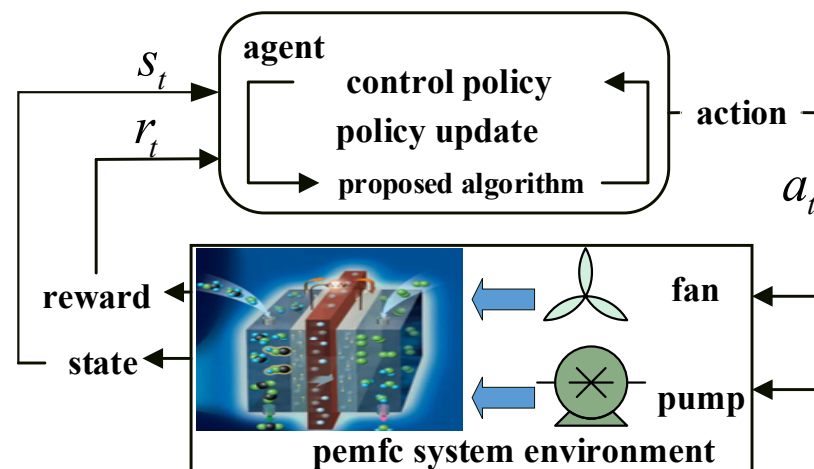 agent
s_t
control policy
action
r_t
policy update
proposed algorithm
a_t
reward
fan
state
pump
pemfc system environment